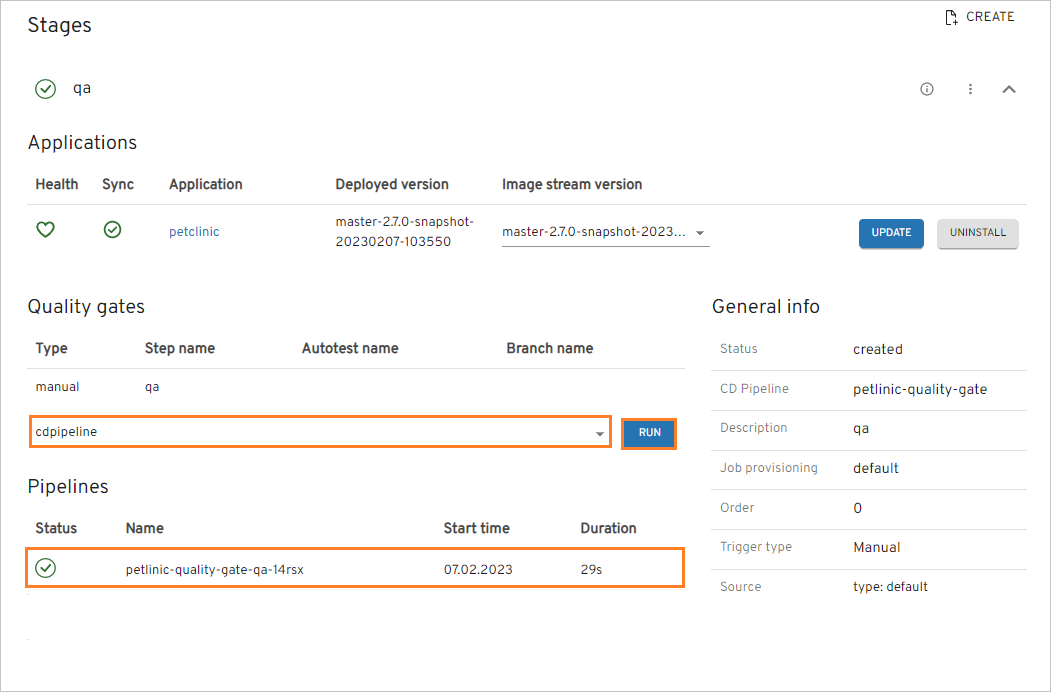 Stages
CREATE
qa
Applications
Health Sync Application Deployed version Image stream version
petclinic master-2.7.0-snapshot-20230207-103550 master-2.7.0-snapshot-2023... UPDATE UNINSTALL
Quality gates
Type Step name Autotest name Branch name
manual qa
cdpipeline RUN
Pipelines
Status Name Start time Duration
petlinic-quality-gate-qa-14rsx 07.02.2023 29s
General info
Status created
CD Pipeline petlinic-quality-gate
Description qa
Job provisioning default
Order 0
Trigger type Manual
Source type: default